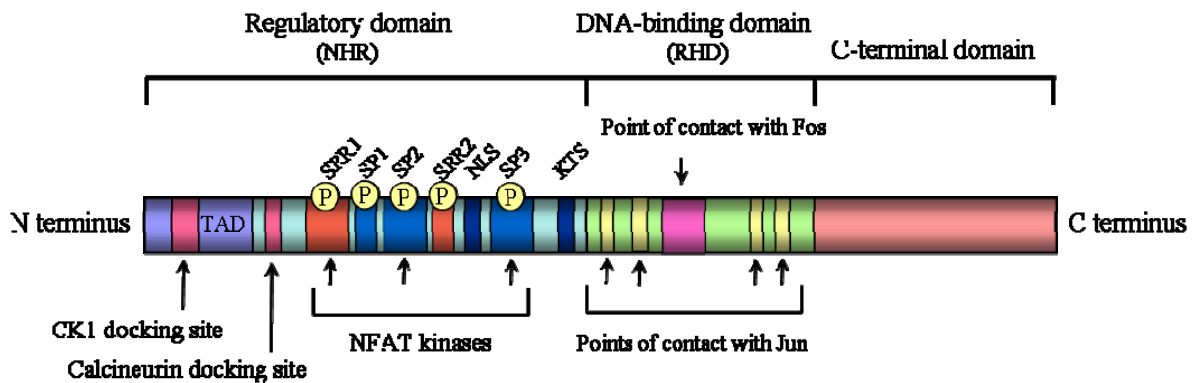 Regulatory domain
(NHR)
DNA-binding domain
(RHD)
C-terminal domain
Point of contact with Fos
SRR1
SP1
SP2
SRR2
NLS
SP3
KTS
P
P
P
P
P
N terminus
TAD
C terminus
CK1 docking site
Calcineurin docking site
NFAT kinases
Points of contact with Jun